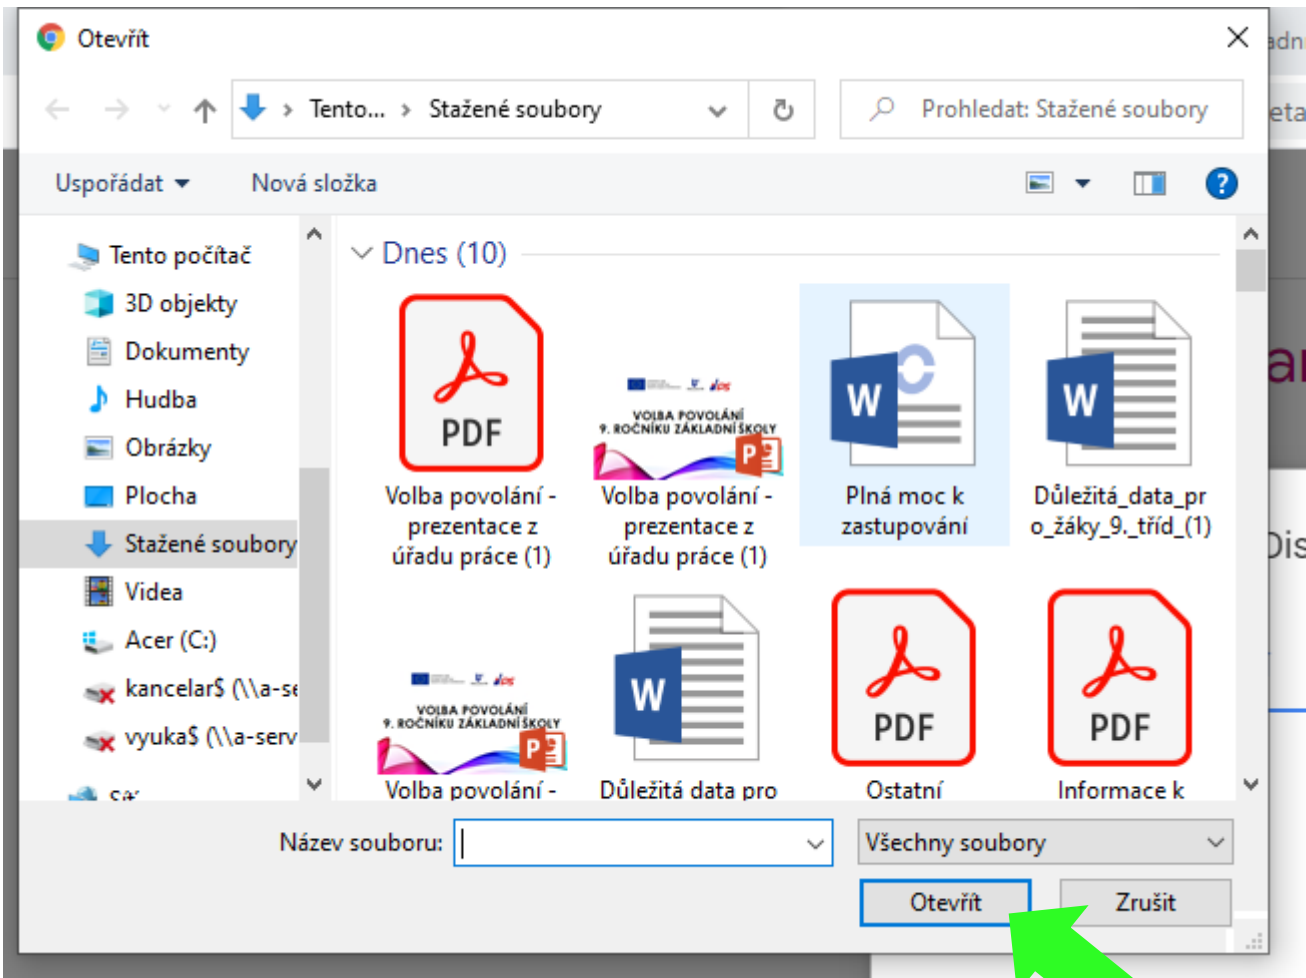 Otevřít
adn
Tento... > Stažené soubory
Prohledat: Stažené soubory
eta
Uspořádat
Nová složka
?
Tento počítač
3D objekty
Dokumenty
Hudba
Obrázky
Plocha
Stažené soubory
Videa
Acer (C:)
kancelar$ (\\a-se
vyuka$ (\\a-serv
Dnes (10)
PDF
Volba povolání -
prezentace z
úřadu práce (1)
VOLBA POVOLÁNÍ
9. ROČNÍKU ZÁKLADNÍ ŠKOLY
P
Volba povolání -
prezentace z
úřadu práce (1)
W
Plná moc k
zastupování
W
Důležitá_data_pr
o_žáky_9._tříd_(1)
VOLBA POVOLÁNÍ
9. ROČNÍKU ZÁKLADNÍ ŠKOLY
P
Volba povolání -
W
Důležitá data pro
PDF
Ostatní
PDF
Informace k
Dis
Název souboru:
Všechny soubory
Otevřít
Zrušit